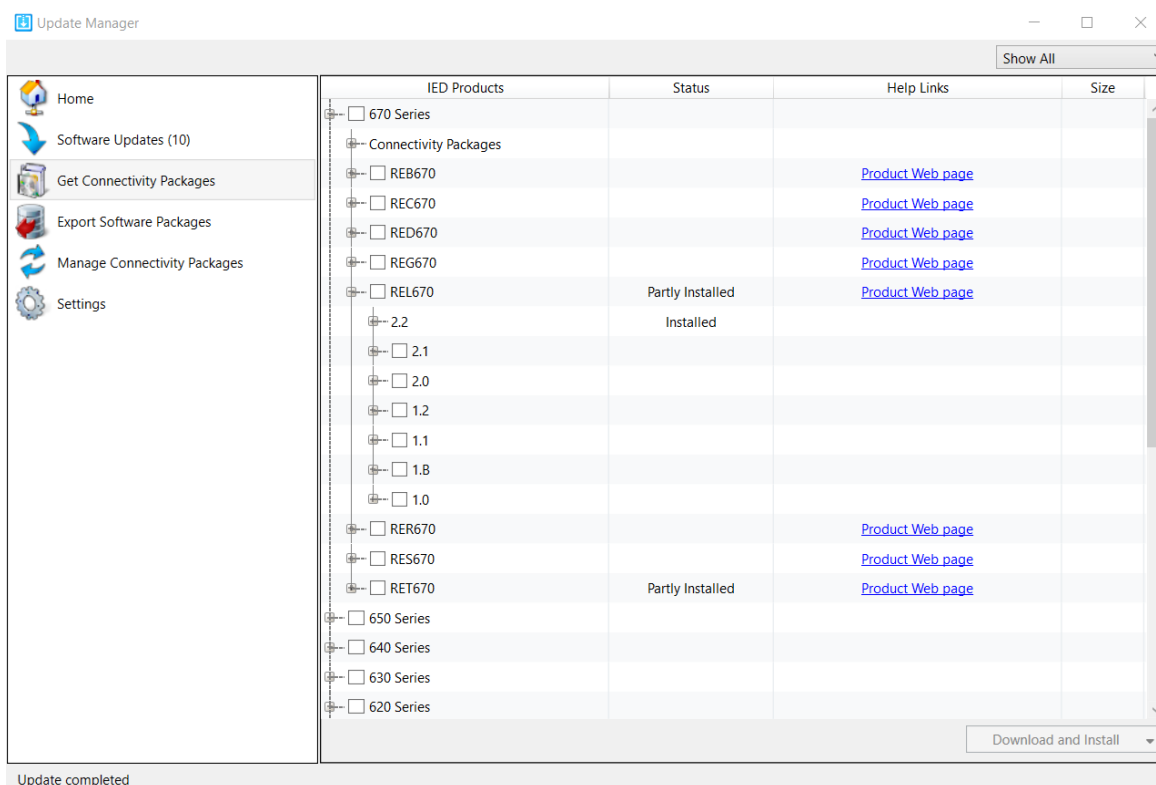 Update Manager
Show All
Home
Software Updates (10)
Get Connectivity Packages
Export Software Packages
Manage Connectivity Packages
Settings
IED Products Status Help Links Size
670 Series
Connectivity Packages
REB670 Product Web page
REC670 Product Web page
RED670 Product Web page
REG670 Product Web page
REL670 Partly Installed Product Web page
2.2 Installed
2.1
2.0
1.2
1.1
1.B
1.0
RER670 Product Web page
RES670 Product Web page
RET670 Partly Installed Product Web page
650 Series
640 Series
630 Series
620 Series
Download and Install
Update completed